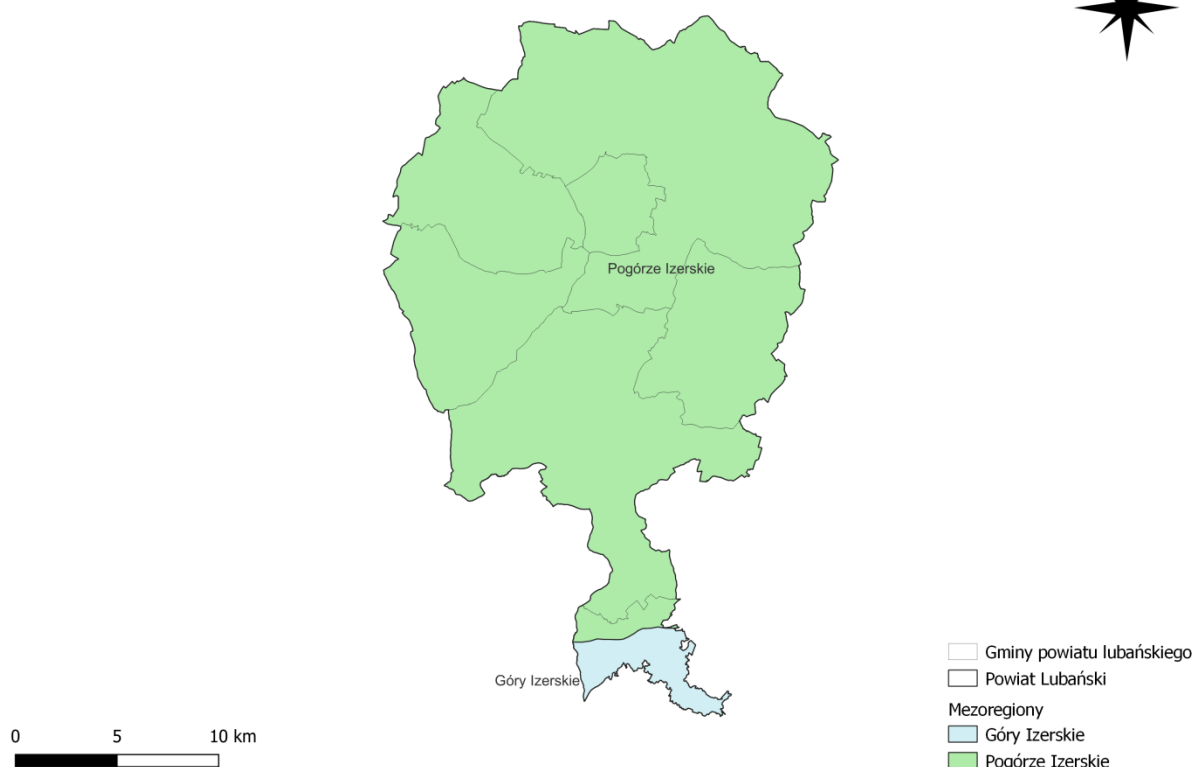 Pogórze Izerskie
Góry Izerskie
0 5 10 km
Gminy powiatu lubańskiego
Powiat Lubański
Mezoregiony
Góry Izerskie
Pogórze Izerskie